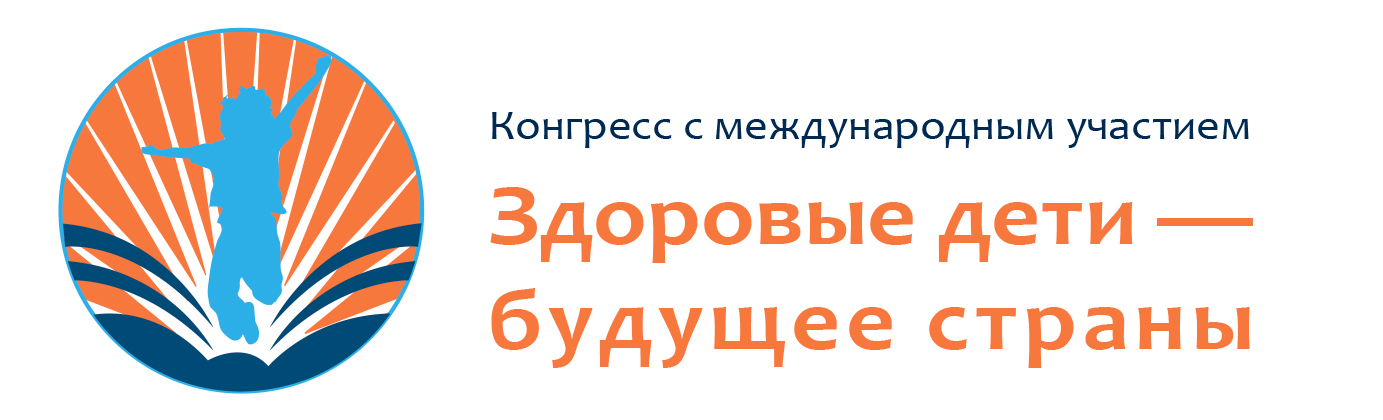 Конгресс с международным участием
Здоровые дети —
будущее страны